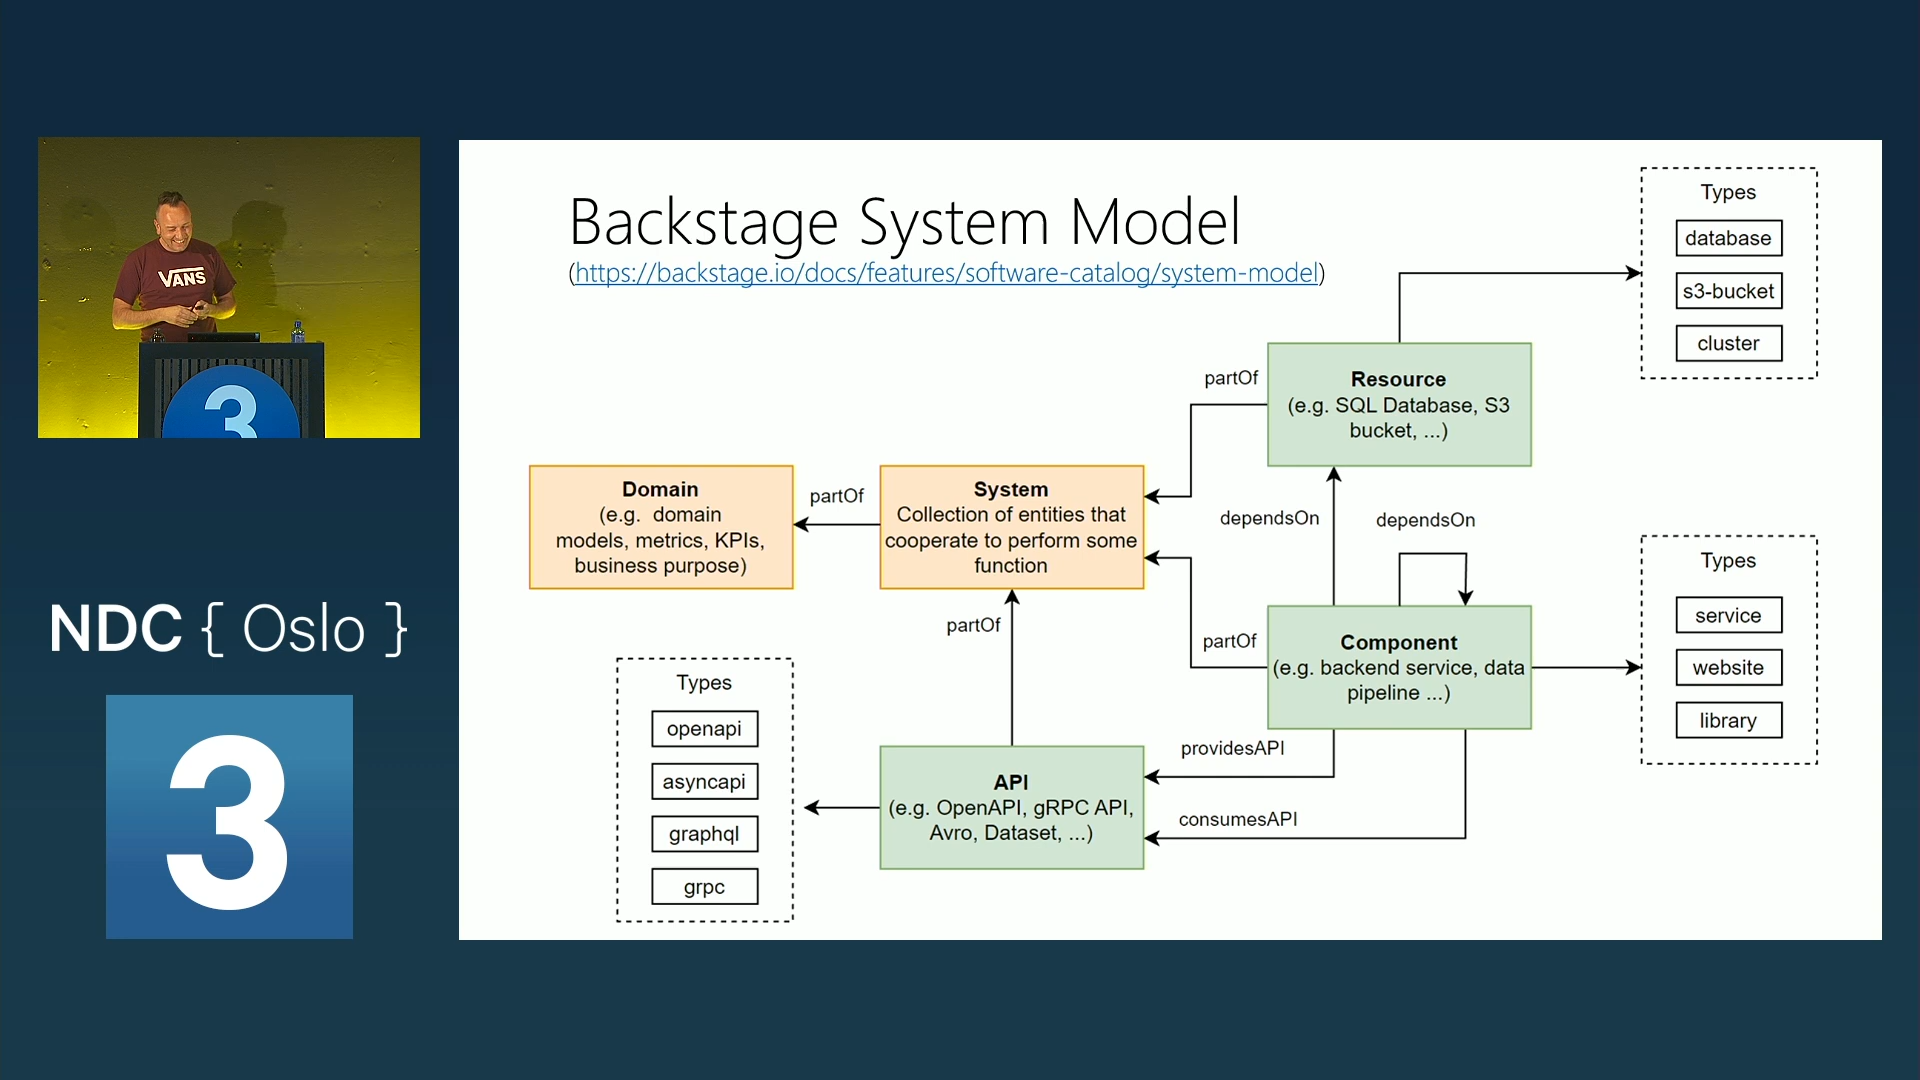 VANS
3
NDC { Oslo }
3
Backstage System Model
(https://backstage.io/docs/features/software-catalog/system-model)
Types
database
s3-bucket
cluster
Resource
(e.g. SQL Database, S3
bucket, ...)
partOf
Domain
(e.g. domain
models, metrics, KPIs,
business purpose)
partOf
System
Collection of entities that
cooperate to perform some
function
dependsOn
dependsOn
Types
service
website
library
partOf
partOf
Component
(e.g. backend service, data
pipeline ...)
Types
openapi
asyncapi
graphql
grpc
API
(e.g. OpenAPI, gRPC API,
Avro, Dataset, ...)
providesAPI
consumesAPI